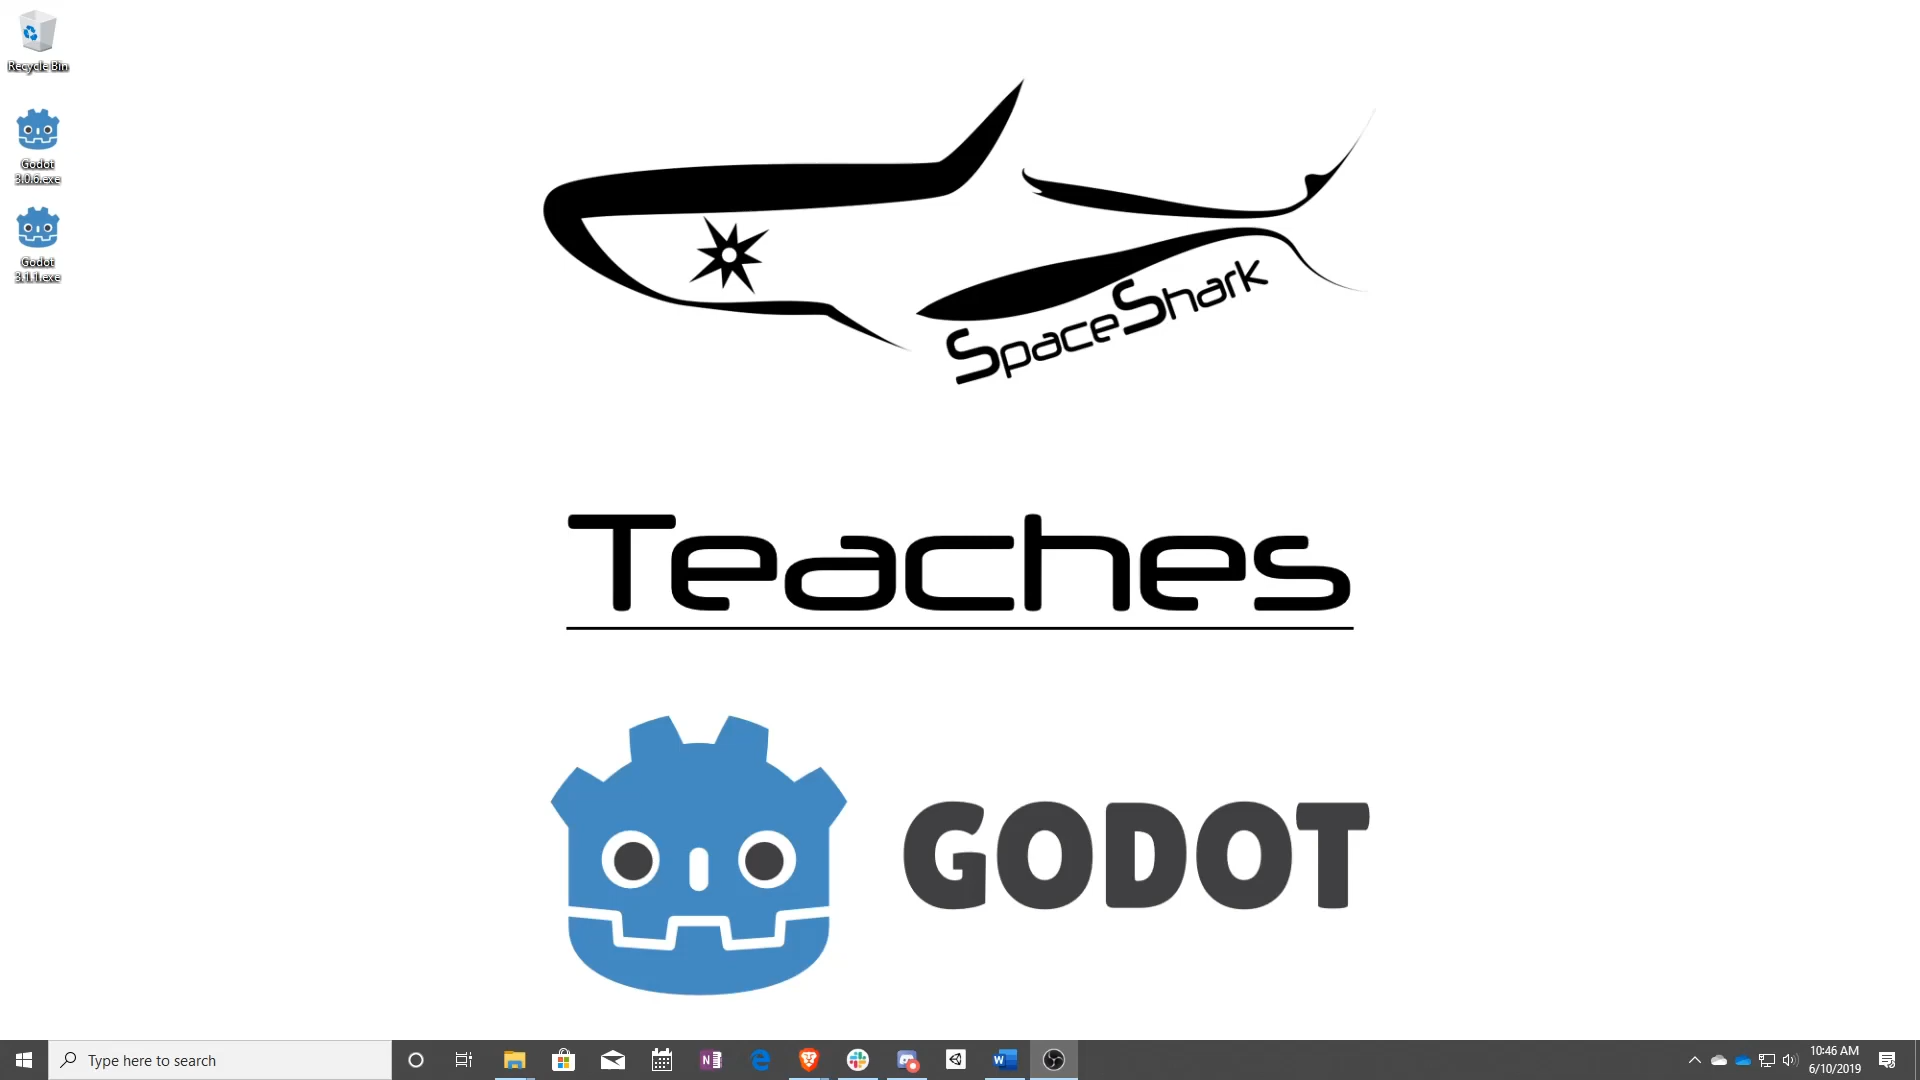 Recycle Bin
Godot
3.0.6.exe
Godot
3.1.1.exe
SpaceShark
Teaches
GODOT
Type here to search
N
W
10:46 AM
6/10/2019